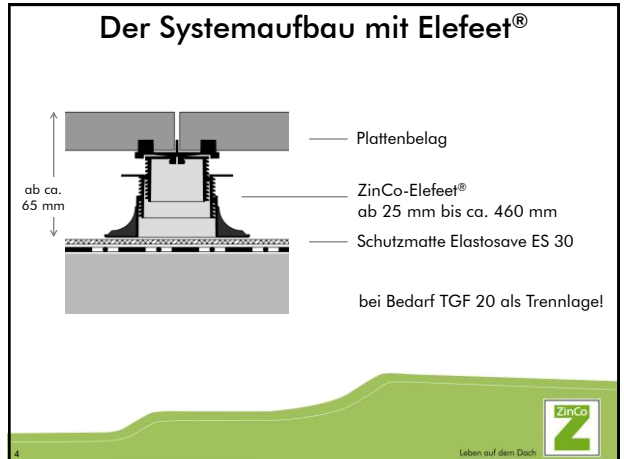 Der Systemaufbau mit Elefeet®
ab ca.
65 mm
Plattenbelag
ZinCo-Elefeet®
ab 25 mm bis ca. 460 mm
Schutzmatte Elastosave ES 30
bei Bedarf TGF 20 als Trennlage!
4
Leben auf dem Dach
ZinCo